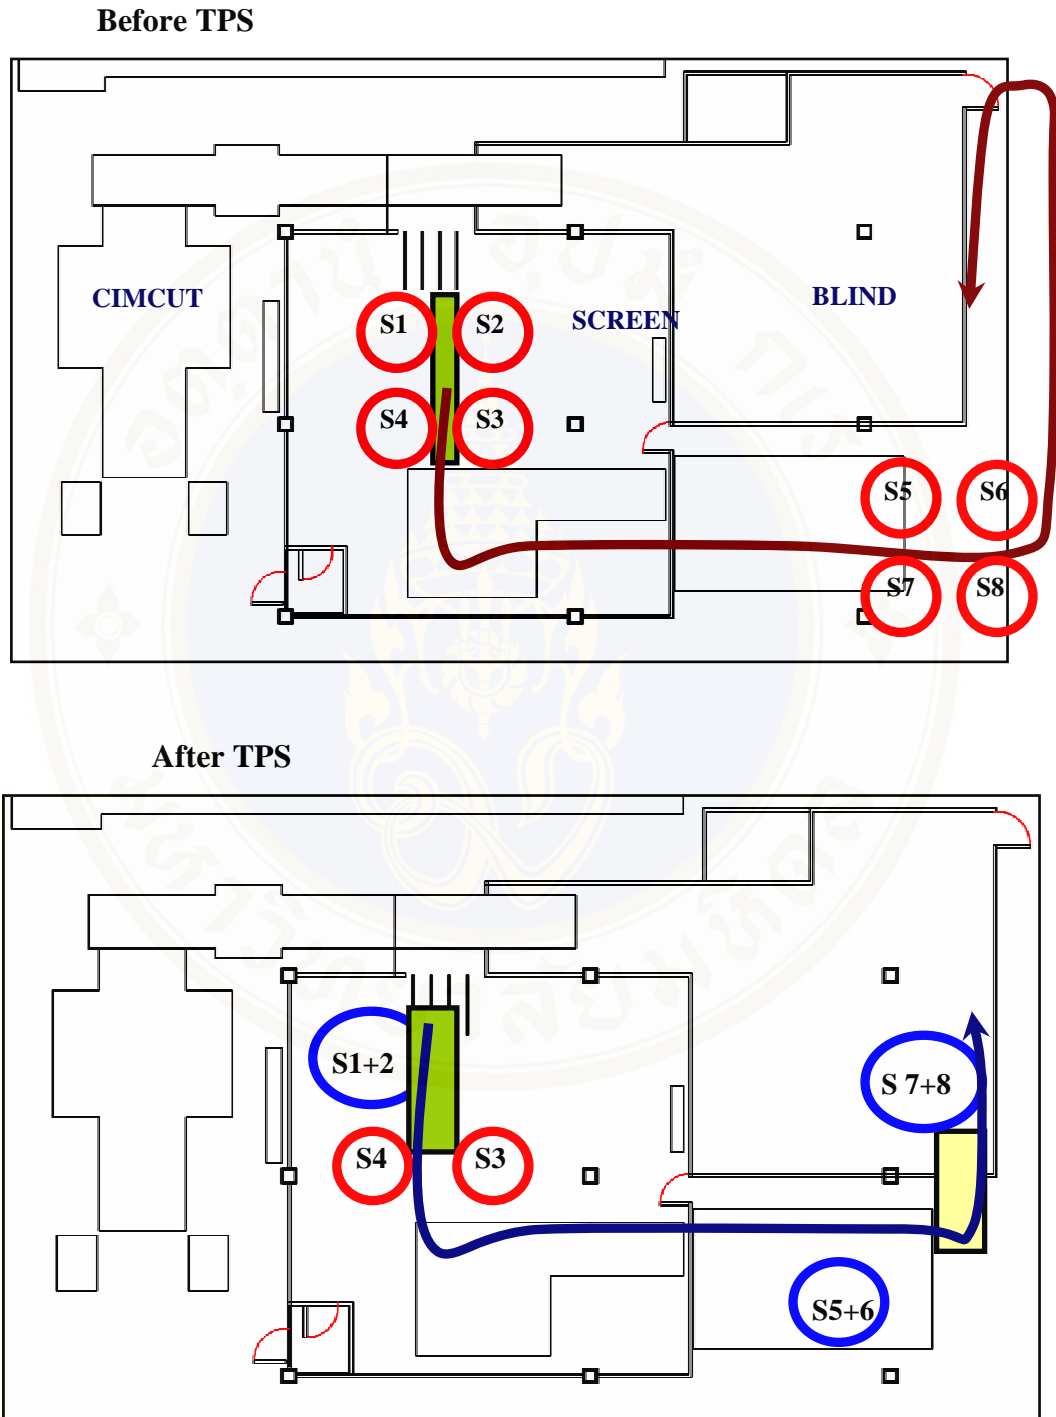 Before TPS
CIMCUT
S1
S2
SCREEN
BLIND
S4
S3
S5
S6
S7
S8
After TPS
S1+2
S 7+8
S4
S3
S5+6